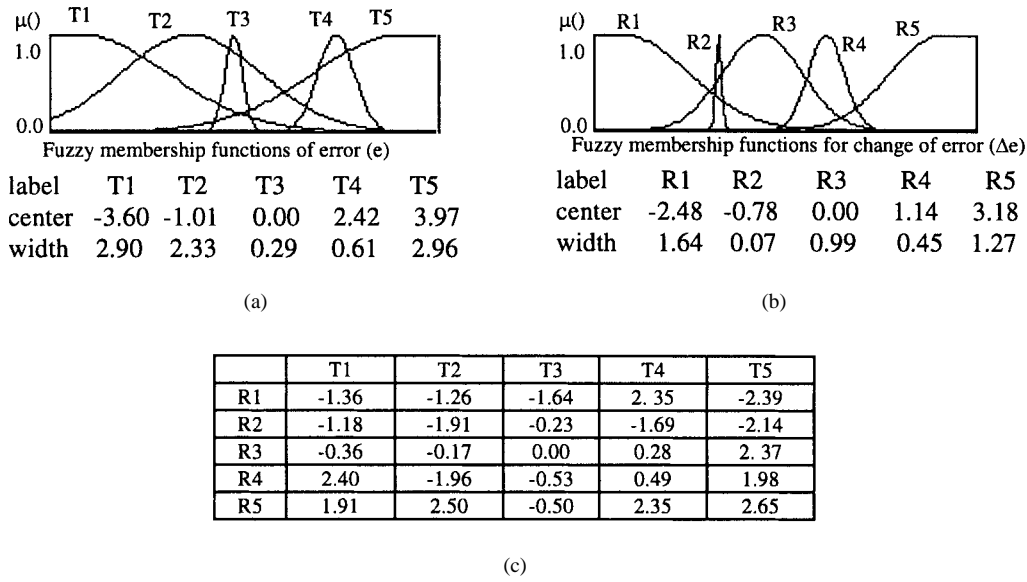 μ() T1 T2 T3 T4 T5
1.0
0.0
Fuzzy membership functions of error (e)
label T1 T2 T3 T4 T5
center -3.60 -1.01 0.00 2.42 3.97
width 2.90 2.33 0.29 0.61 2.96
(a)
μ() R1 R2 R3 R4 R5
1.0
0.0
Fuzzy membership functions for change of error (Δe)
label R1 R2 R3 R4 R5
center -2.48 -0.78 0.00 1.14 3.18
width 1.64 0.07 0.99 0.45 1.27
(b)
T1 T2 T3 T4 T5
R1 -1.36 -1.26 -1.64 2. 35 -2.39
R2 -1.18 -1.91 -0.23 -1.69 -2.14
R3 -0.36 -0.17 0.00 0.28 2. 37
R4 2.40 -1.96 -0.53 0.49 1.98
R5 1.91 2.50 -0.50 2.35 2.65
(c)